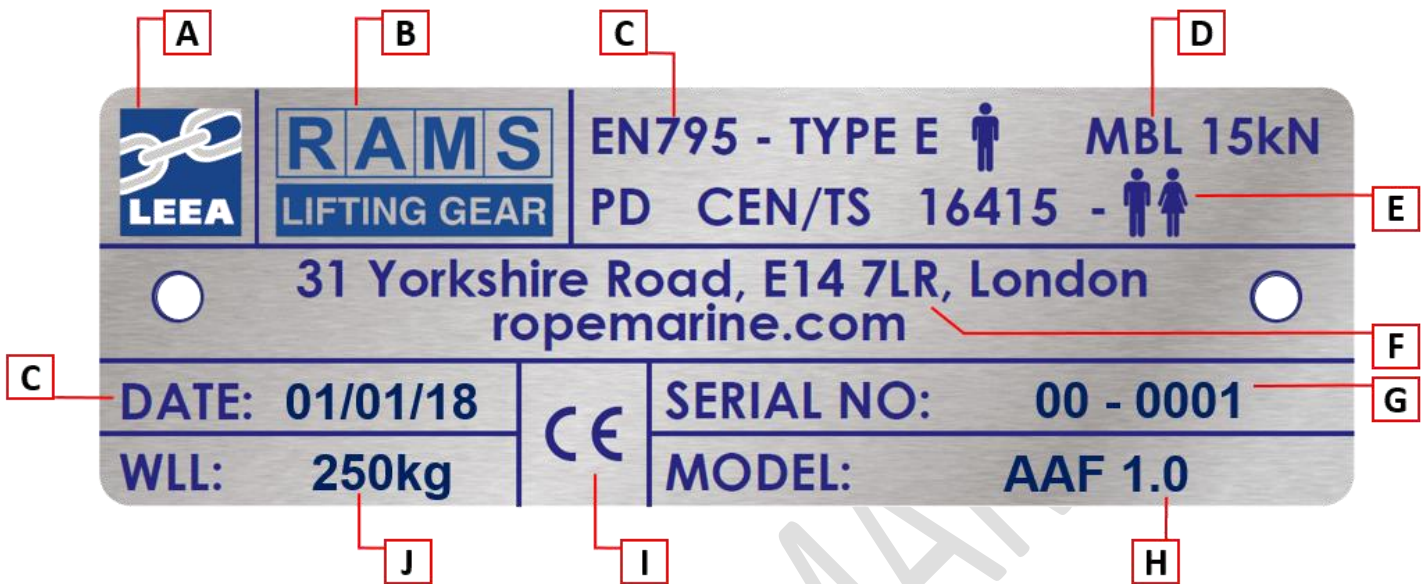 A
B
C
D
LEEA
RAMS
LIFTING GEAR
EN795 - TYPE E
MBL 15kN
PD CEN/TS 16415 -
E
31 Yorkshire Road, E14 7LR, London
ropemarine.com
F
C
DATE: 01/01/18
CE
SERIAL NO: 00 - 0001
G
WLL: 250kg
MODEL: AAF 1.0
J
I
H